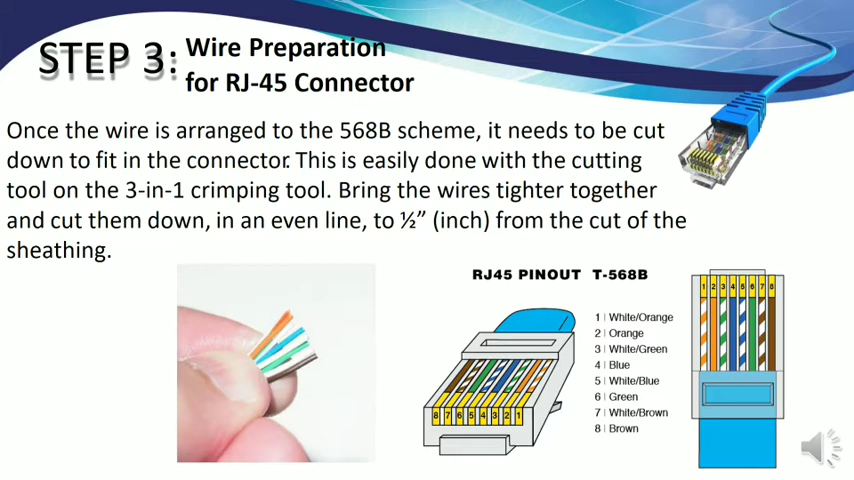 STEP 3: Wire Preparation
for RJ-45 Connector
Once the wire is arranged to the 568B scheme, it needs to be cut
down to fit in the connector. This is easily done with the cutting
tool on the 3-in-1 crimping tool. Bring the wires tighter together
and cut them down, in an even line, to ½” (inch) from the cut of the
sheathing.
RJ45 PINOUT T-568B
1 | White/Orange
2 | Orange
3 | White/Green
4 | Blue
5 | White/Blue
6 | Green
7 | White/Brown
8 | Brown
8 7 6 5 4 3 2 1
1 2 3 4 5 6 7 8